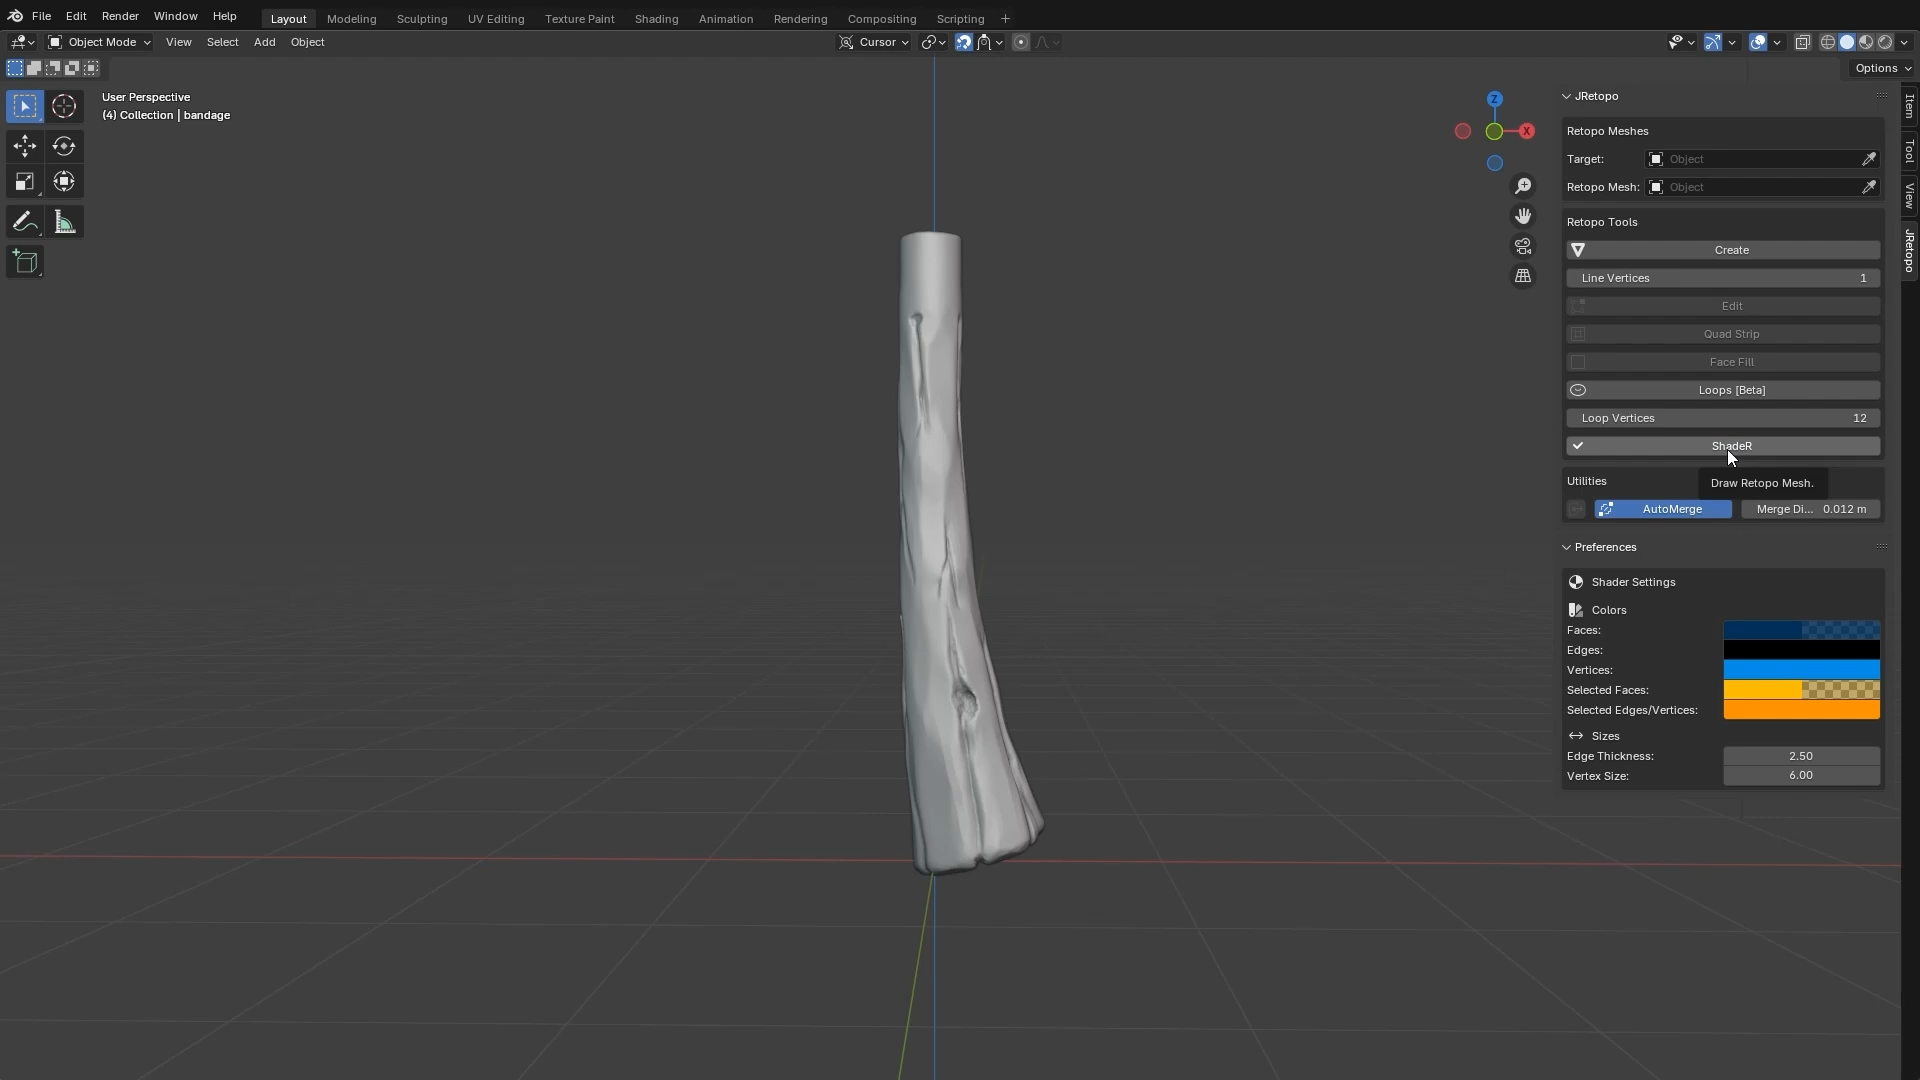 File Edit Render Window Help Layout Modeling Sculpting UV Editing Texture Paint Shading Animation Rendering Compositing Scripting +
Object Mode View Select Add Object Cursor
Options
User Perspective
(4) Collection | bandage
Z
X
Item
Tool
View
JRetopo
JRetopo
Retopo Meshes
Target: Object
Retopo Mesh: Object
Retopo Tools
Create
Line Vertices 1
Edit
Quad Strip
Face Fill
Loops [Beta]
Loop Vertices 12
ShadeR
Utilities
Draw Retopo Mesh.
AutoMerge Merge Di... 0.012 m
Preferences
Shader Settings
Colors
Faces:
Edges:
Vertices:
Selected Faces:
Selected Edges/Vertices:
Sizes
Edge Thickness: 2.50
Vertex Size: 6.00